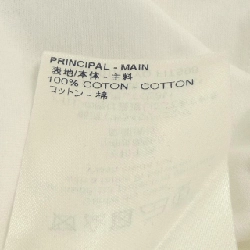 PRINCIPAL - MAIN
表地/本体 - 主料
100% COTON - COTTON
コットン - 棉